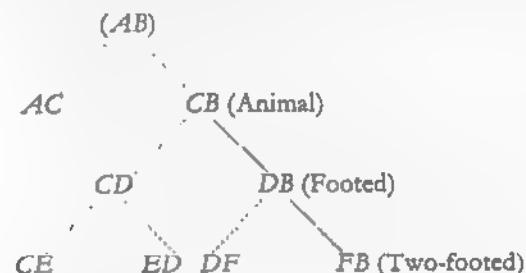 (AB)
AC CB (Animal)
CD DB (Footed)
CE ED DF FB (Two-footed)